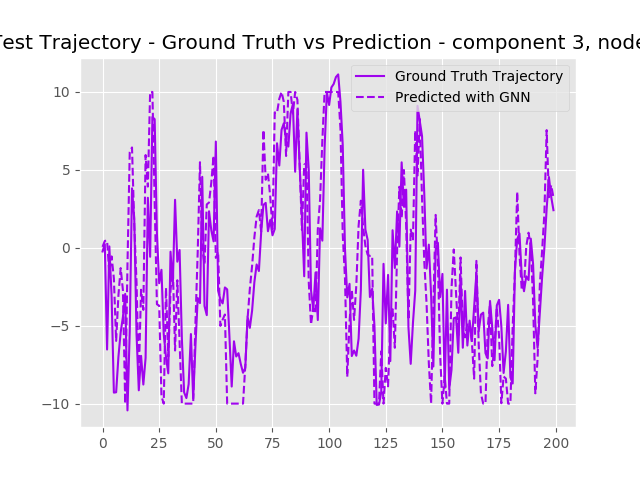 Test Trajectory - Ground Truth vs Prediction - component 3, node
Ground Truth Trajectory
Predicted with GNN
10
5
0
−5
−10
0 25 50 75 100 125 150 175 200